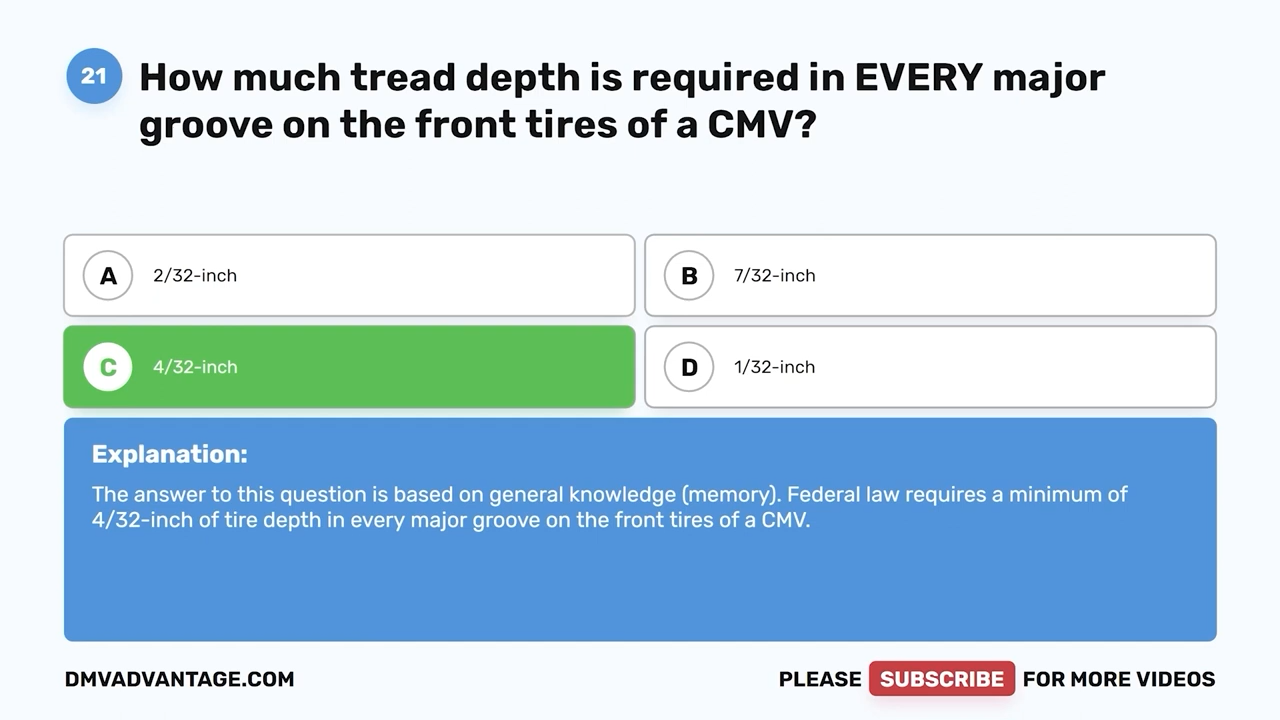 21
How much tread depth is required in EVERY major
groove on the front tires of a CMV?
A 2/32-inch
B 7/32-inch
C 4/32-inch
D 1/32-inch
Explanation:
The answer to this question is based on general knowledge (memory). Federal law requires a minimum of
4/32-inch of tire depth in every major groove on the front tires of a CMV.
DMVADVANTAGE.COM
PLEASE SUBSCRIBE FOR MORE VIDEOS